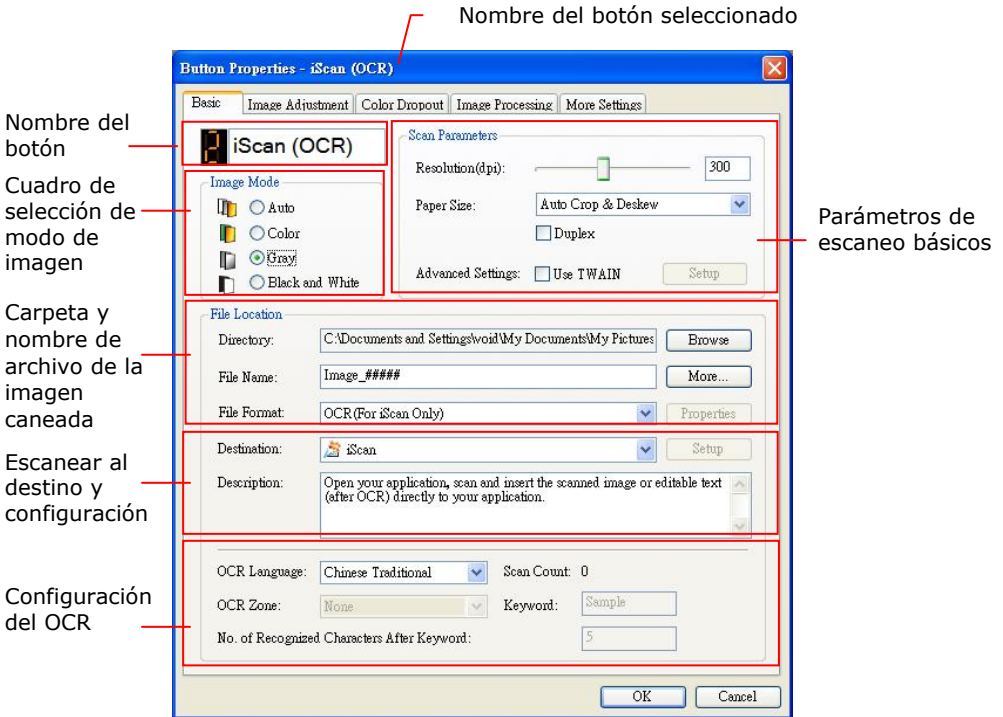 Nombre del botón seleccionado
Button Properties - iScan (OCR)
Basic Image Adjustment Color Dropout Image Processing More Settings
Nombre del
botón
2 iScan (OCR)
Cuadro de
selección de
modo de
imagen
Image Mode
Auto
Color
Gray
Black and White
Scan Parameters
Resolution(dpi): 300
Paper Size: Auto Crop & Deskew
Duplex
Advanced Settings: Use TWAIN Setup
Parámetros de
escaneo básicos
Carpeta y
nombre de
archivo de la
imagen
caneada
File Location
Directory: C:\Documents and Settings\void\My Documents\My Pictures Browse
File Name: Image_##### More...
File Format: OCR(For iScan Only) Properties
Escanear al
destino y
configuración
Destination: iScan Setup
Description: Open your application, scan and insert the scanned image or editable text
(after OCR) directly to your application.
Configuración
del OCR
OCR Language: Chinese Traditional Scan Count: 0
OCR Zone: None Keyword: Sample
No. of Recognized Characters After Keyword: 5
OK Cancel